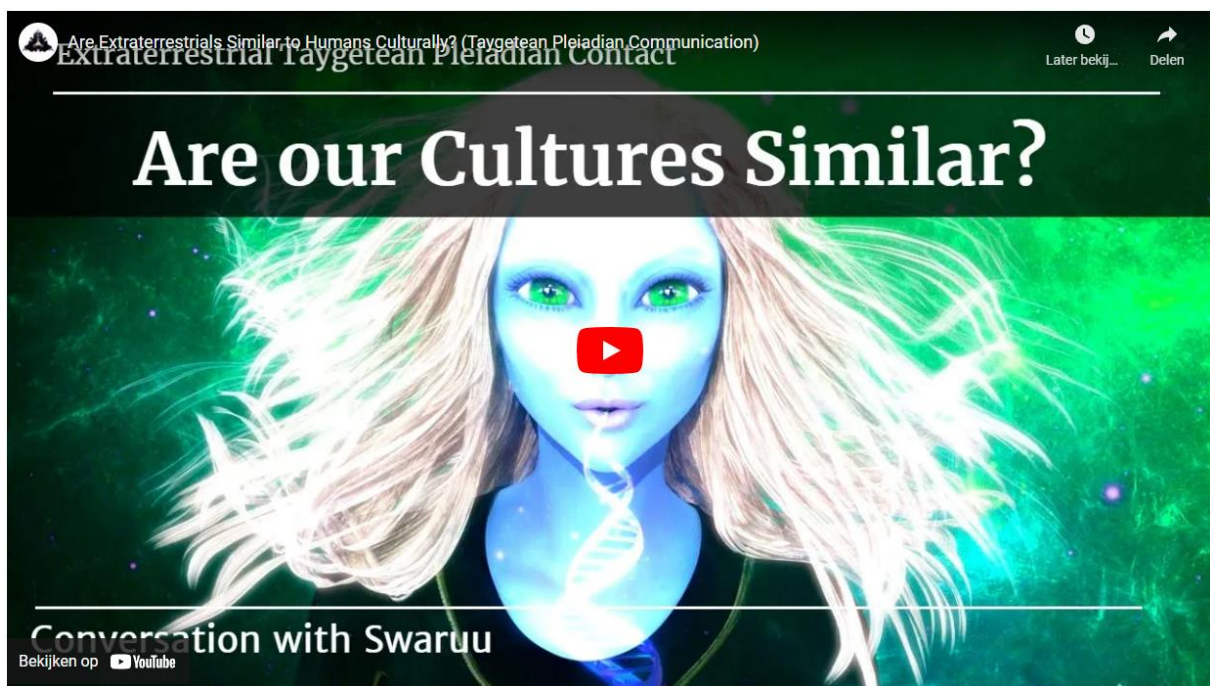 Are Extraterrestrials Similar to Humans Culturally? (Taygetean Pleiadian Communication)
Extraterrestrial Taygetean Pleiadian Contact
Later bekij...
Delen
Are our Cultures Similar?
Conversation with Swaruu
Bekijken op YouTube